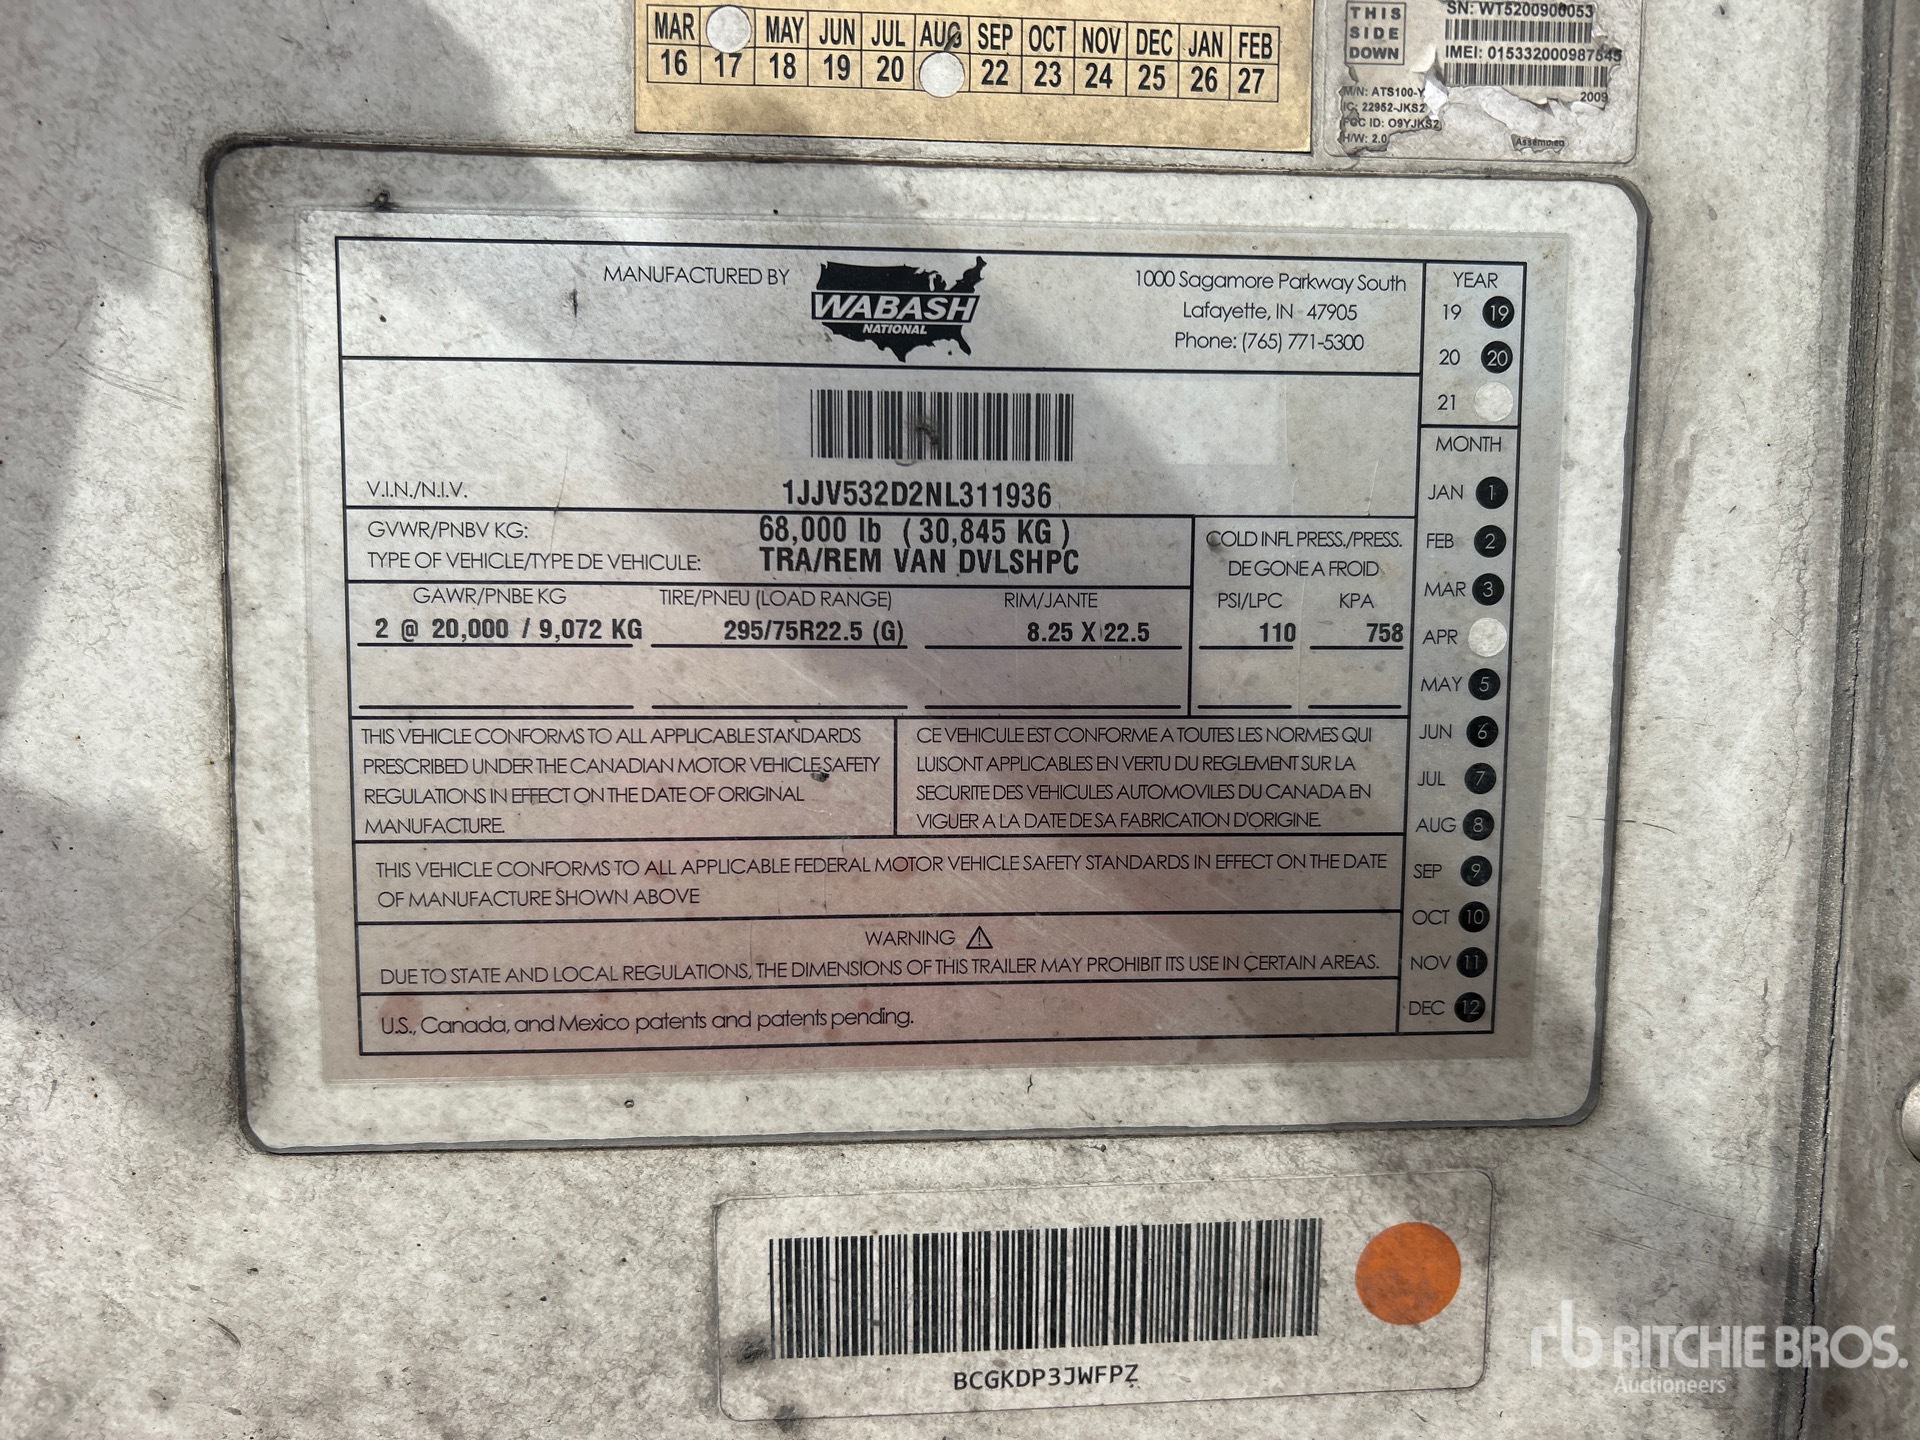 MAR MAY JUN JUL AUG SEP OCT NOV DEC JAN FEB
16 17 18 19 20 22 23 24 25 26 27
THIS
SIDE
DOWN
SN: WT5200900053
IMEI: 015332000987545
M/N: ATS100-Y
2009
IC: 22952-JKS2
FCC ID: O9YJKS2
H/W: 2.0
Assembled
MANUFACTURED BY
WABASH
NATIONAL
1000 Sagamore Parkway South
Lafayette, IN 47905
Phone: (765) 771-5300
YEAR
19 19
20 20
21
V.I.N./N.I.V. 1JJV532D2NL311936
GVWR/PNBV KG: 68,000 lb ( 30,845 KG )
TYPE OF VEHICLE/TYPE DE VEHICULE: TRA/REM VAN DVLSHPC
COLD INFL PRESS./PRESS.
DE GONE A FROID
GAWR/PNBE KG TIRE/PNEU (LOAD RANGE) RIM/JANTE PSI/LPC KPA
2 @ 20,000 / 9,072 KG 295/75R22.5 (G) 8.25 X 22.5 110 758
MONTH
JAN 1
FEB 2
MAR 3
APR
MAY 5
JUN 6
JUL 7
AUG 8
SEP 9
OCT 10
NOV 11
DEC 12
THIS VEHICLE CONFORMS TO ALL APPLICABLE STANDARDS
PRESCRIBED UNDER THE CANADIAN MOTOR VEHICLE SAFETY
REGULATIONS IN EFFECT ON THE DATE OF ORIGINAL
MANUFACTURE.
CE VEHICULE EST CONFORME A TOUTES LES NORMES QUI
LUISONT APPLICABLES EN VERTU DU REGLEMENT SUR LA
SECURITE DES VEHICULES AUTOMOVILES DU CANADA EN
VIGUER A LA DATE DE SA FABRICATION D'ORIGINE.
THIS VEHICLE CONFORMS TO ALL APPLICABLE FEDERAL MOTOR VEHICLE SAFETY STANDARDS IN EFFECT ON THE DATE
OF MANUFACTURE SHOWN ABOVE
WARNING
DUE TO STATE AND LOCAL REGULATIONS, THE DIMENSIONS OF THIS TRAILER MAY PROHIBIT ITS USE IN CERTAIN AREAS.
U.S., Canada, and Mexico patents and patents pending.
BCGKDP3JWFPZ
rb RITCHIE BROS.
Auctioneers